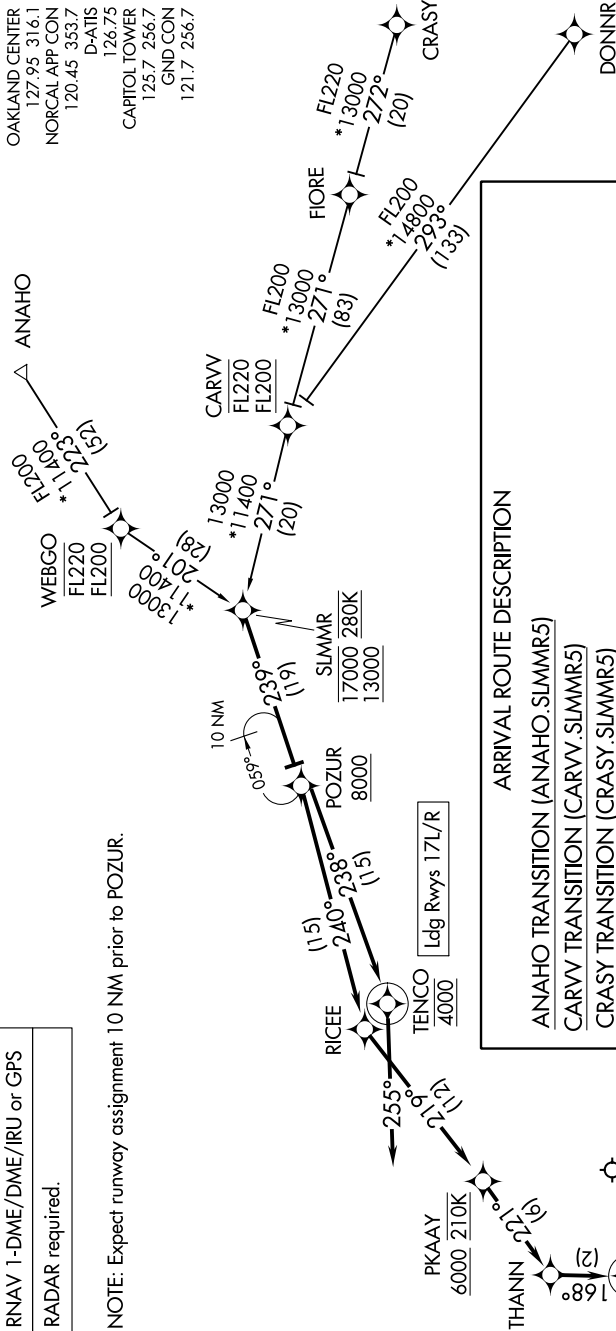 RNAV 1-DME/DME/IRU or GPS
RADAR required.
NOTE: Expect runway assignment 10 NM prior to POZUR.
OAKLAND CENTER
127.95 316.1
NORCAL APP CON
120.45 353.7
D-ATIS
126.75
CAPITOL TOWER
125.7 256.7
GND CON
121.7 256.7
ANAHO
FL200
*11400
223°
(52)
WEBGO
FL220
FL200
13000
*11400
201°
(28)
CRASY
FL220
*13000
272°
(20)
FIORE
FL200
*13000
271°
(83)
DONNR
FL200
*14800
293°
(133)
CARVV
FL220
FL200
13000
*11400
271°
(20)
SLMMR
17000 280K
13000
239°
(19)
10 NM
059°
POZUR
8000
(15)
240°
238°
(15)
RICEE
TENCO
4000
Ldg Rwys 17L/R
255°
219°
(12)
PKAAY
6000 210K
221°
(6)
THANN
168°
(2)
ARRIVAL ROUTE DESCRIPTION
ANAHO TRANSITION (ANAHO.SLMMR5)
CARVV TRANSITION (CARVV.SLMMR5)
CRASY TRANSITION (CRASY.SLMMR5)